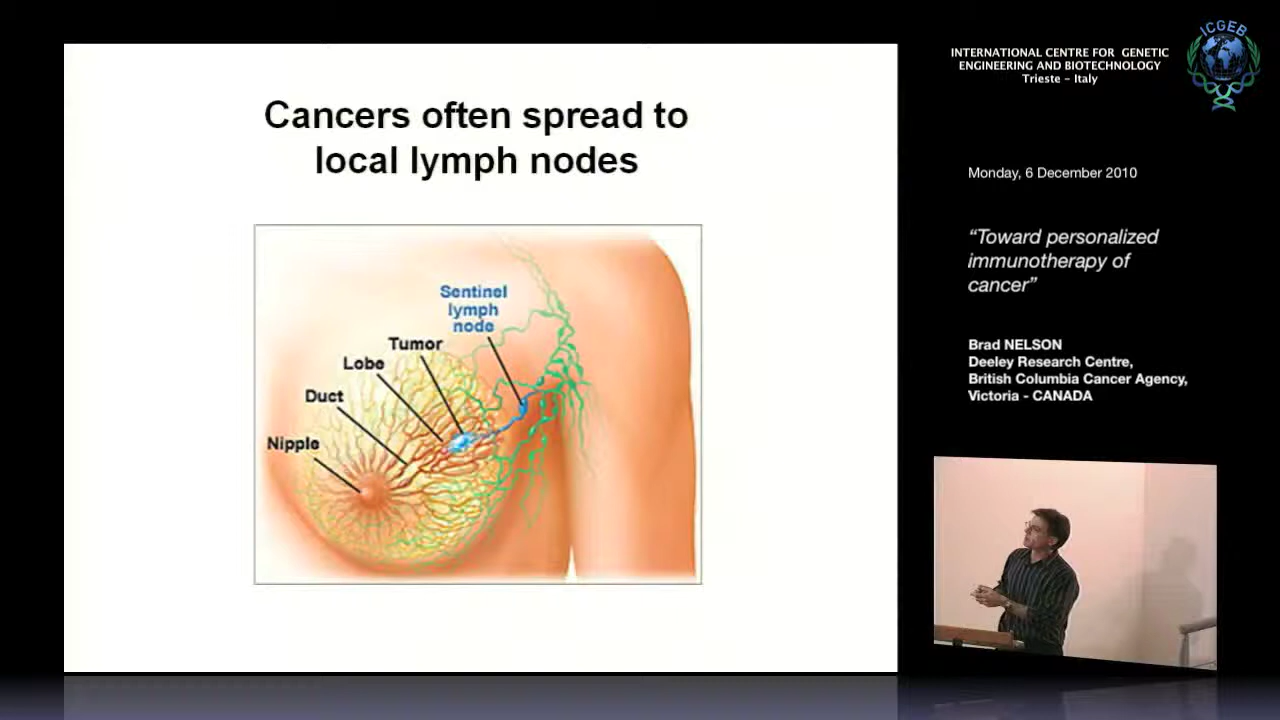 Cancers often spread to
local lymph nodes
Sentinel
lymph
node
Tumor
Lobe
Duct
Nipple
ICGEB
INTERNATIONAL CENTRE FOR GENETIC
ENGINEERING AND BIOTECHNOLOGY
Trieste - Italy
Monday, 6 December 2010
“Toward personalized
immunotherapy of
cancer”
Brad NELSON
Deeley Research Centre,
British Columbia Cancer Agency,
Victoria - CANADA